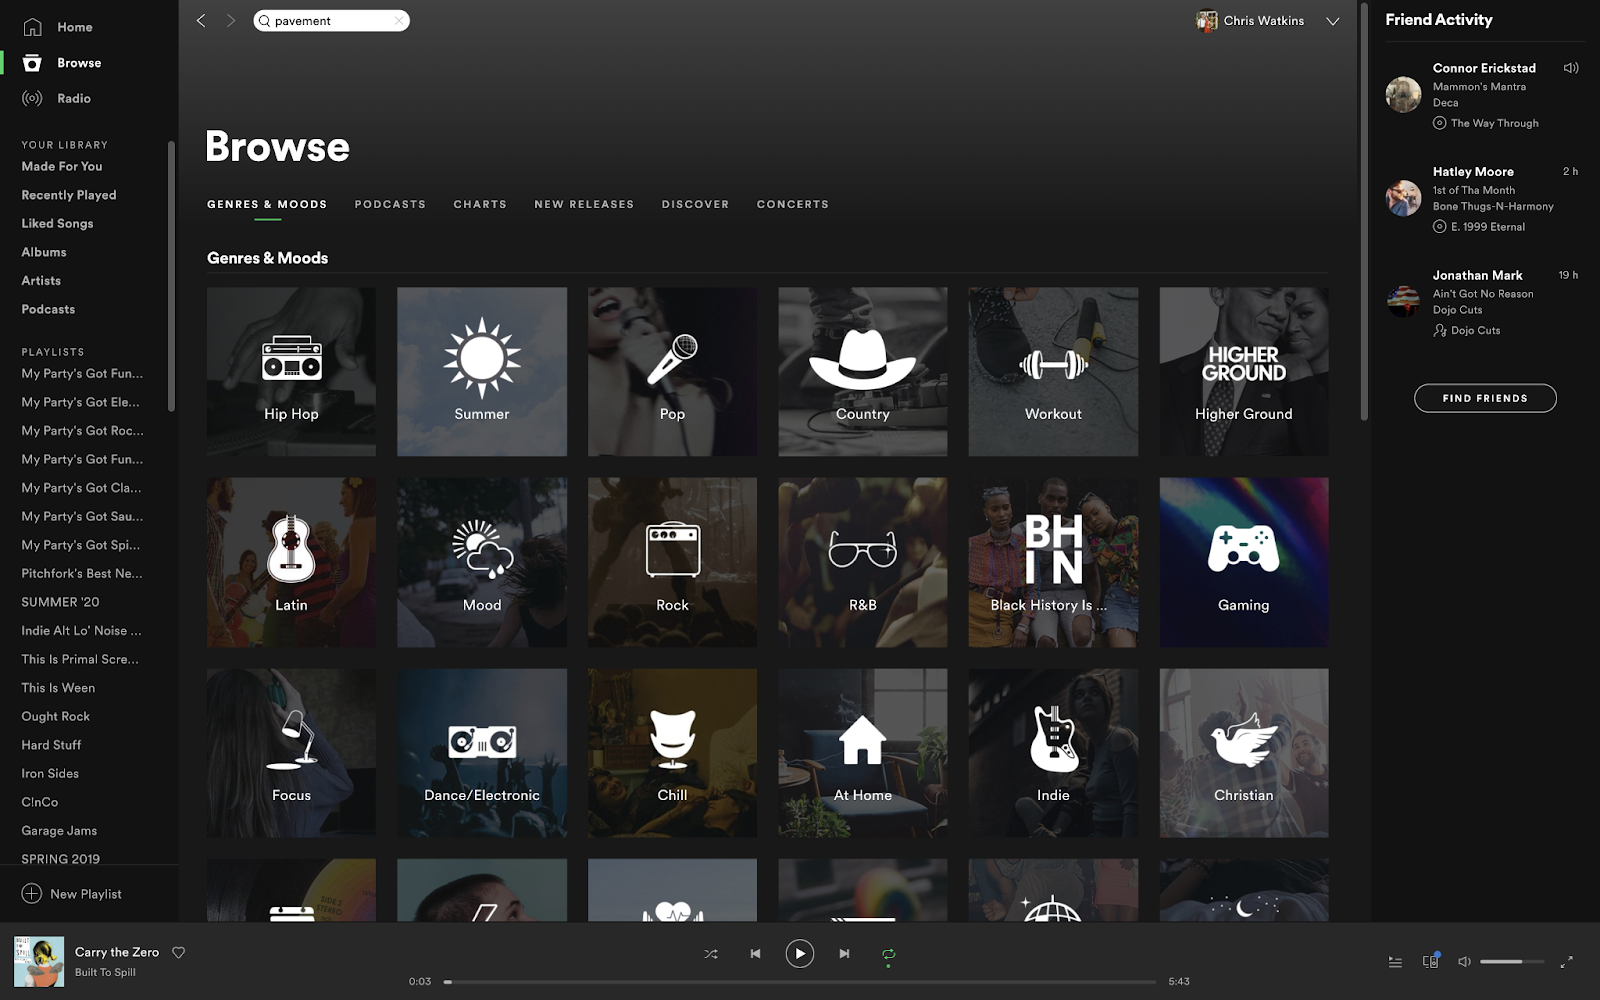 Home
Browse
Radio
YOUR LIBRARY
Made For You
Recently Played
Liked Songs
Albums
Artists
Podcasts
PLAYLISTS
My Party's Got Fun...
My Party's Got Ele...
My Party's Got Roc...
My Party's Got Fun...
My Party's Got Cla...
My Party's Got Sau...
My Party's Got Spi...
Pitchfork's Best Ne...
SUMMER '20
Indie Alt Lo' Noise ...
This Is Primal Scre...
This Is Ween
Ought Rock
Hard Stuff
Iron Sides
C!nCo
Garage Jams
SPRING 2019
New Playlist
pavement
Chris Watkins
Browse
GENRES & MOODS
PODCASTS
CHARTS
NEW RELEASES
DISCOVER
CONCERTS
Genres & Moods
Hip Hop
Summer
Pop
Country
Workout
HIGHER
GROUND
Higher Ground
Latin
Mood
Rock
R&B
BH
IN
Black History Is ...
Gaming
Focus
Dance/Electronic
Chill
At Home
Indie
Christian
SIDE 2
STEREO
Friend Activity
Connor Erickstad
Mammon's Mantra
Deca
The Way Through
Hatley Moore
2 h
1st of Tha Month
Bone Thugs-N-Harmony
E. 1999 Eternal
Jonathan Mark
19 h
Ain't Got No Reason
Dojo Cuts
Dojo Cuts
FIND FRIENDS
BUILT
TO
SPILL
Carry the Zero
Built To Spill
0:03
5:43